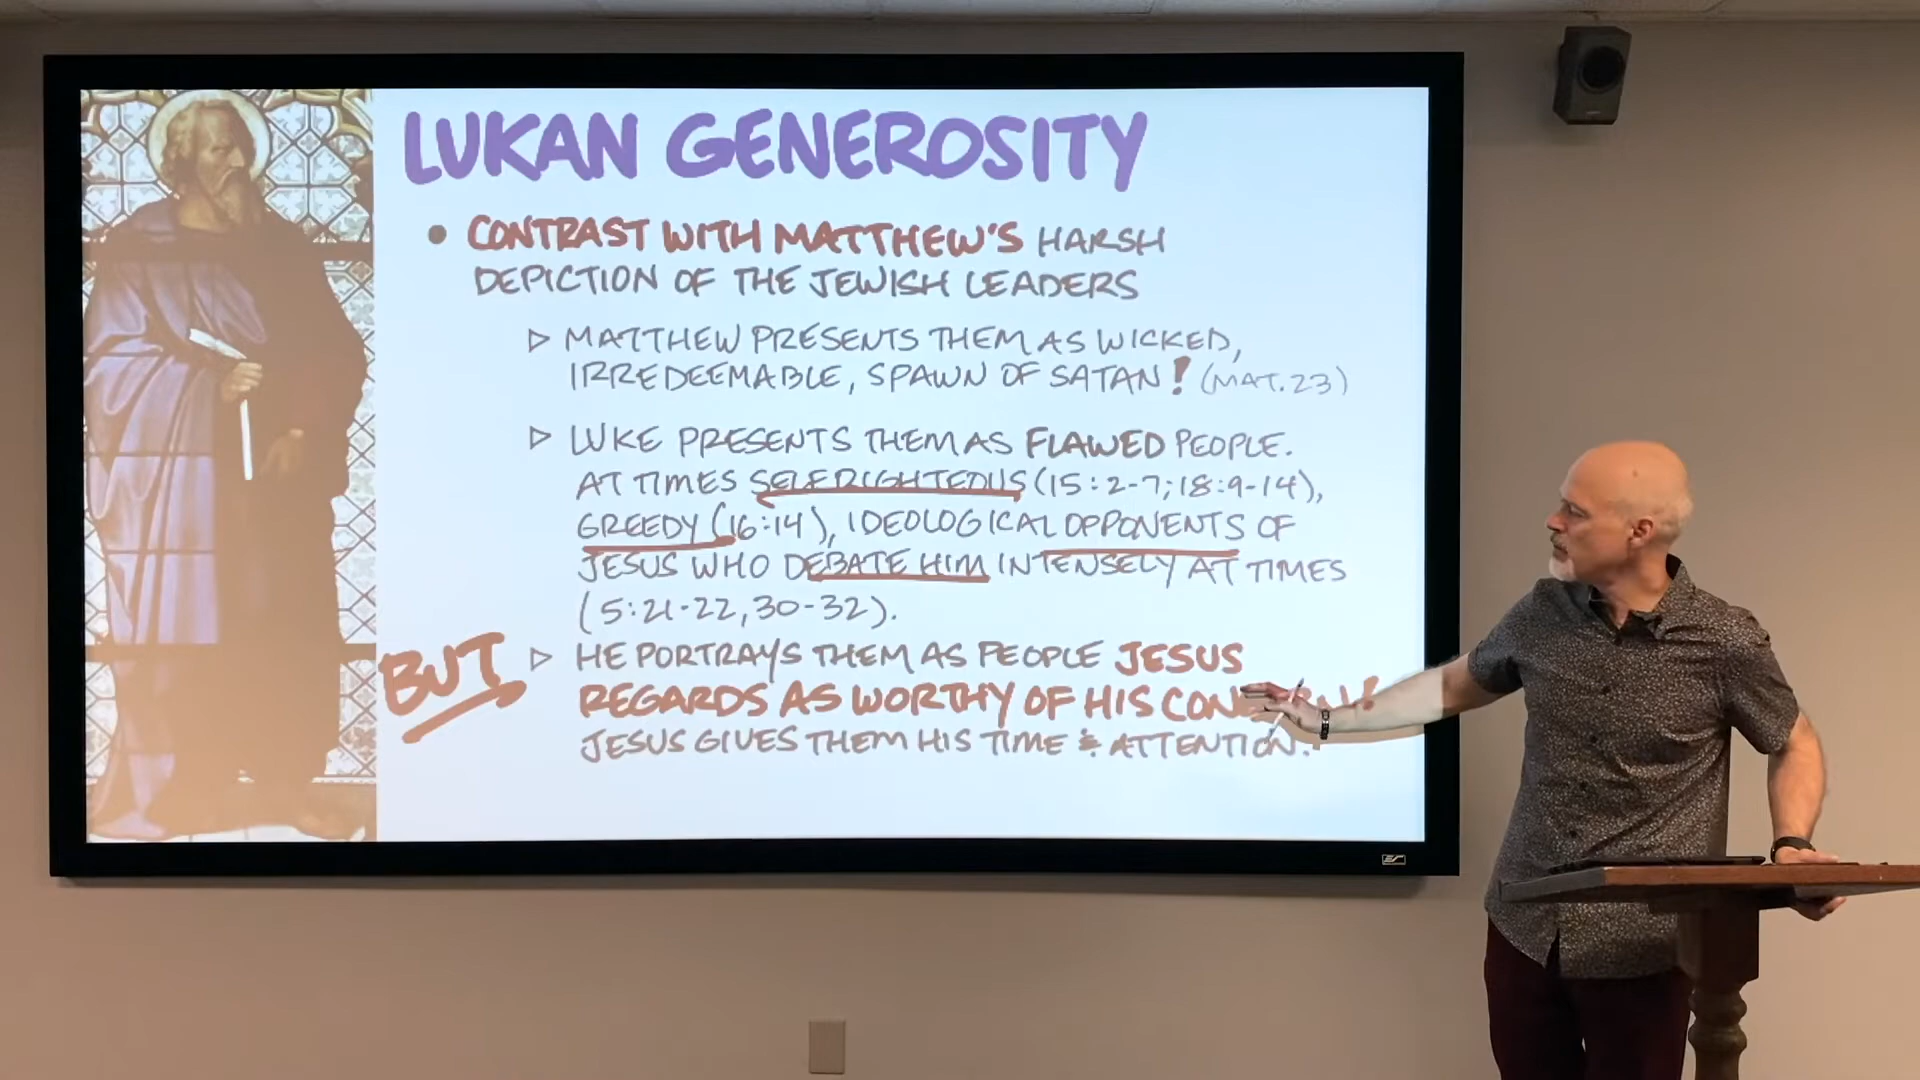 LUKAN GENEROSITY
• CONTRAST WITH MATTHEW'S HARSH
DEPICTION OF THE JEWISH LEADERS
▷ MATTHEW PRESENTS THEM AS WICKED,
IRREDEEMABLE, SPAWN OF SATAN! (MAT. 23)
▷ LUKE PRESENTS THEM AS FLAWED PEOPLE.
AT TIMES SELF RIGHTEOUS (15:2-7; 18:9-14),
GREEDY (16:14), IDEOLOGICAL OPPONENTS OF
JESUS WHO DEBATE HIM INTENSELY AT TIMES
(5:21-22, 30-32).
BUT ▷ HE PORTRAYS THEM AS PEOPLE JESUS
REGARDS AS WORTHY OF HIS
JESUS GIVES THEM HIS TIME & ATTENTION.